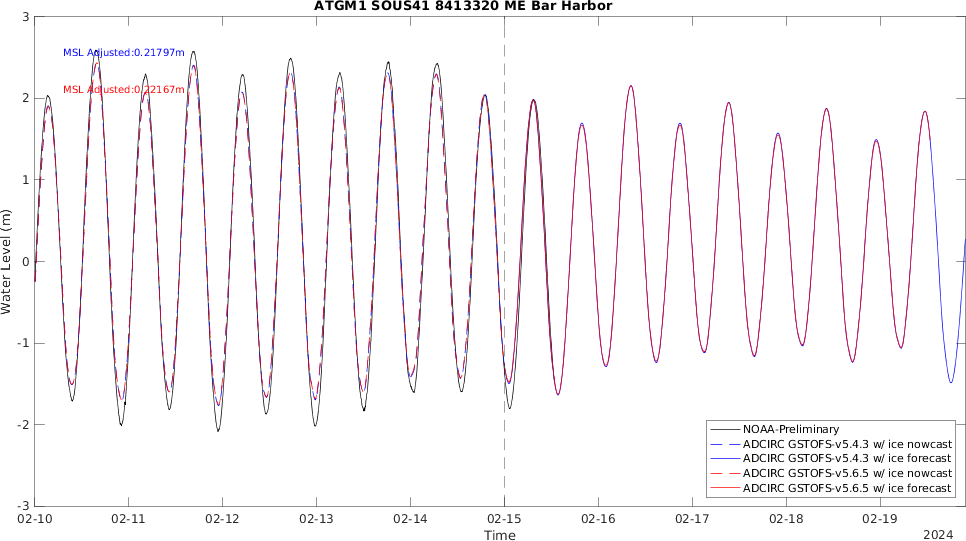 ATGM1 SOUS41 8413320 ME Bar Harbor
3
MSL Adjusted:0.21797m
MSL Adjusted:0.22167m
2
1
0
-1
-2
-3
Water Level (m)
NOAA-Preliminary
ADCIRC GSTOFS-v5.4.3 w/ ice nowcast
ADCIRC GSTOFS-v5.4.3 w/ ice forecast
ADCIRC GSTOFS-v5.6.5 w/ ice nowcast
ADCIRC GSTOFS-v5.6.5 w/ ice forecast
02-10 02-11 02-12 02-13 02-14 02-15 02-16 02-17 02-18 02-19
Time
2024